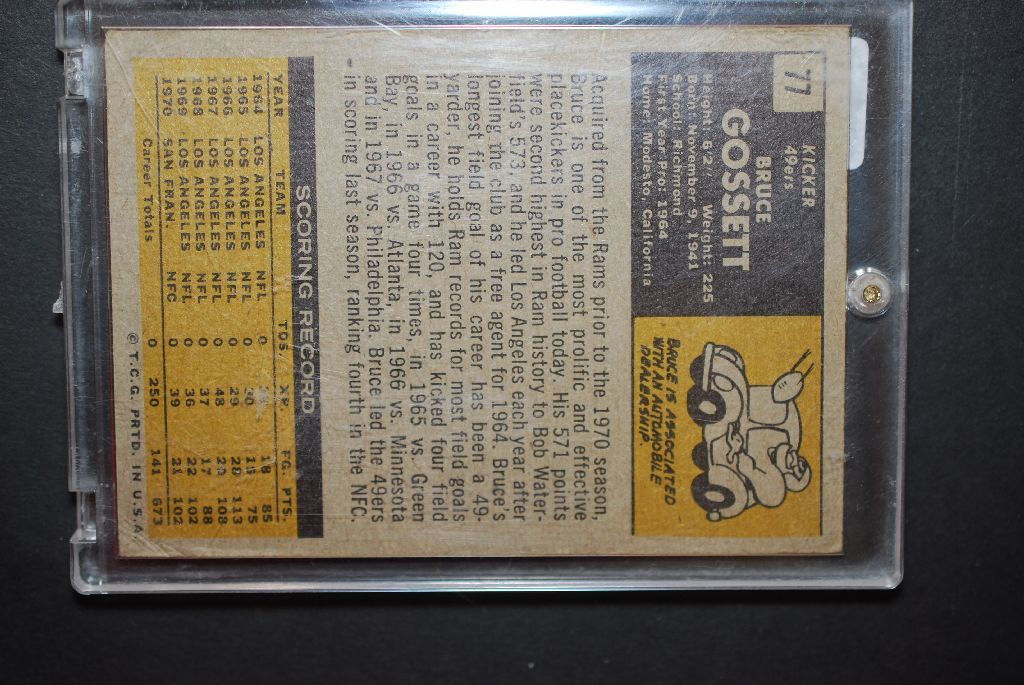 77
KICKER
49ers
BRUCE
GOSSETT
Height: 6'2" Weight: 225
Born: November 9, 1941
School: Richmond
First Year Pro: 1964
Home: Modesto, California
BRUCE IS ASSOCIATED
WITH AN AUTOMOBILE
DEALERSHIP
Acquired from the Rams prior to the 1970 season,
Bruce is one of the most prolific and effective
placekickers in pro football today. His 571 points
were second highest in Ram history to Bob Water-
field's 573, and he led Los Angeles each year after
joining the club as a free agent for 1964. Bruce's
longest field goal of his career has been a 49-
yarder, he holds Ram records for most field goals
in a career with 120, and has kicked four field
goals in a game four times, in 1965 vs. Green
Bay, in 1966 vs. Atlanta, in 1966 vs. Minnesota
and in 1967 vs. Philadelphia. Bruce led the 49ers
in scoring last season, ranking fourth in the NFC.
SCORING RECORD
YEAR TEAM TDS/ XP. FG. PTS.
1964 LOS ANGELES NFL 0 18 85
1965 LOS ANGELES NFL 0 30 15 75
1966 LOS ANGELES NFL 0 29 28 113
1967 LOS ANGELES NFL 0 48 20 108
1968 LOS ANGELES NFL 0 37 17 88
1969 LOS ANGELES NFL 0 36 22 102
1970 SAN FRAN. NFC 0 39 21 102
Career Totals 0 250 141 673
© T.C.G. PRTD. IN U.S.A.